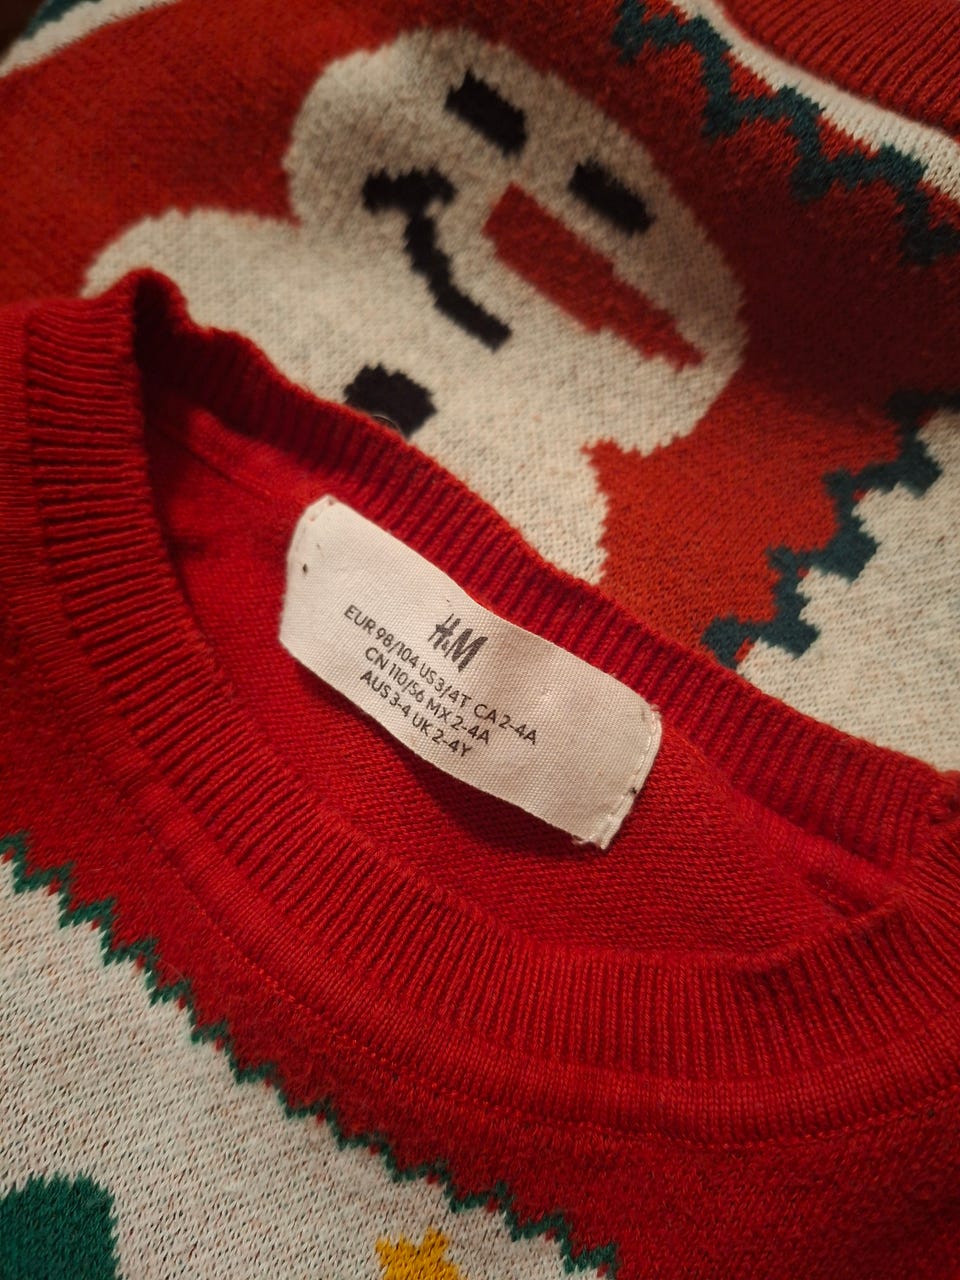 H&M
EUR 98/104 US 3/4T CA 2-4A
CN 110/56 MX 2-4A
AUS 3-4 UK 2-4Y